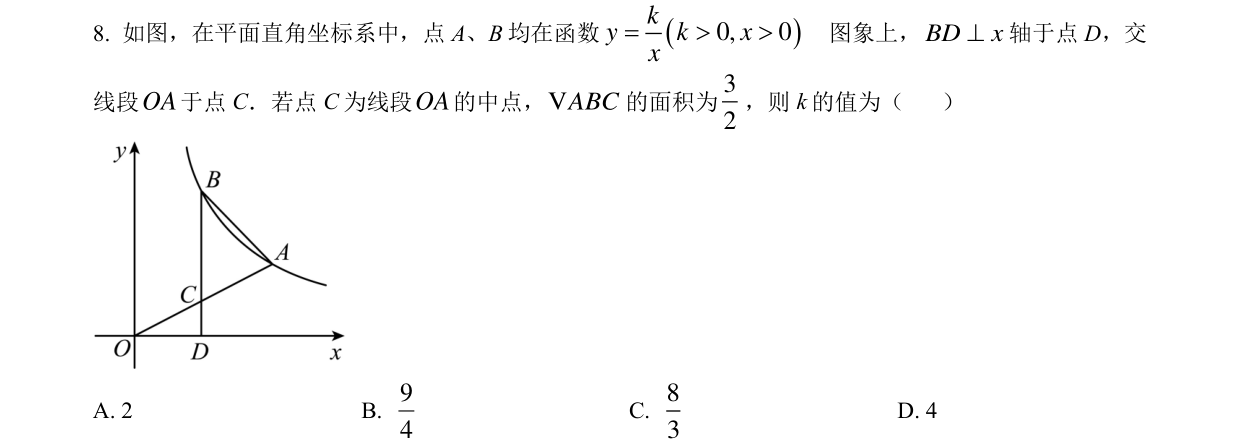 8. 如图，在平面直角坐标系中，点 A、B 均在函数 y = k/x (k > 0, x > 0) 图象上，BD ⊥ x 轴于点 D，交
线段 OA 于点 C．若点 C 为线段 OA 的中点，VABC 的面积为 3/2，则 k 的值为（ ）
y
B
A
C
O
D
x
A. 2 B. 9/4 C. 8/3 D. 4